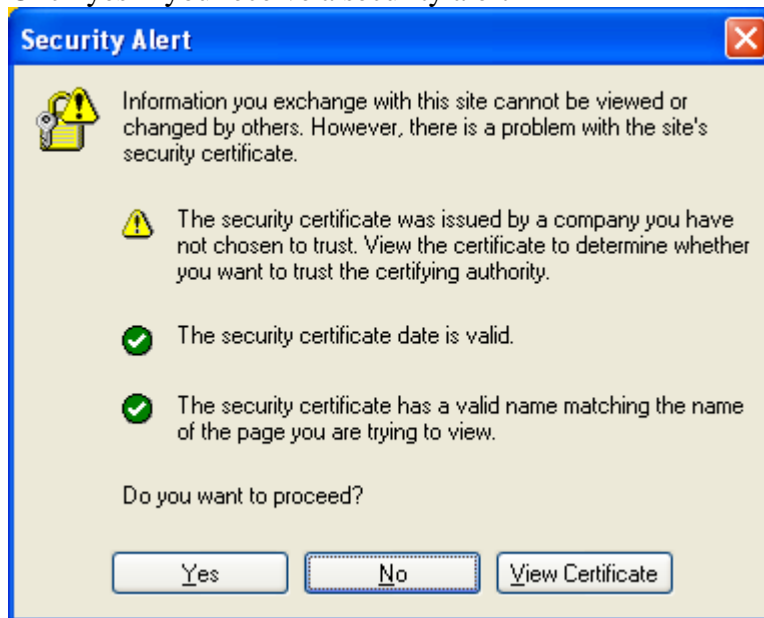 Security Alert
Information you exchange with this site cannot be viewed or
changed by others. However, there is a problem with the site's
security certificate.
The security certificate was issued by a company you have
not chosen to trust. View the certificate to determine whether
you want to trust the certifying authority.
The security certificate date is valid.
The security certificate has a valid name matching the name
of the page you are trying to view.
Do you want to proceed?
Yes No View Certificate